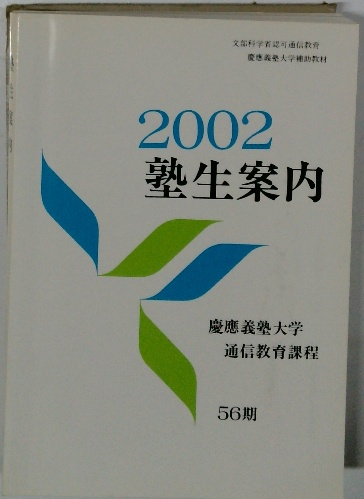 文部科学省認可通信教育
慶應義塾大学補助教材
2002
塾生案内
慶應義塾大学
通信教育課程
56期